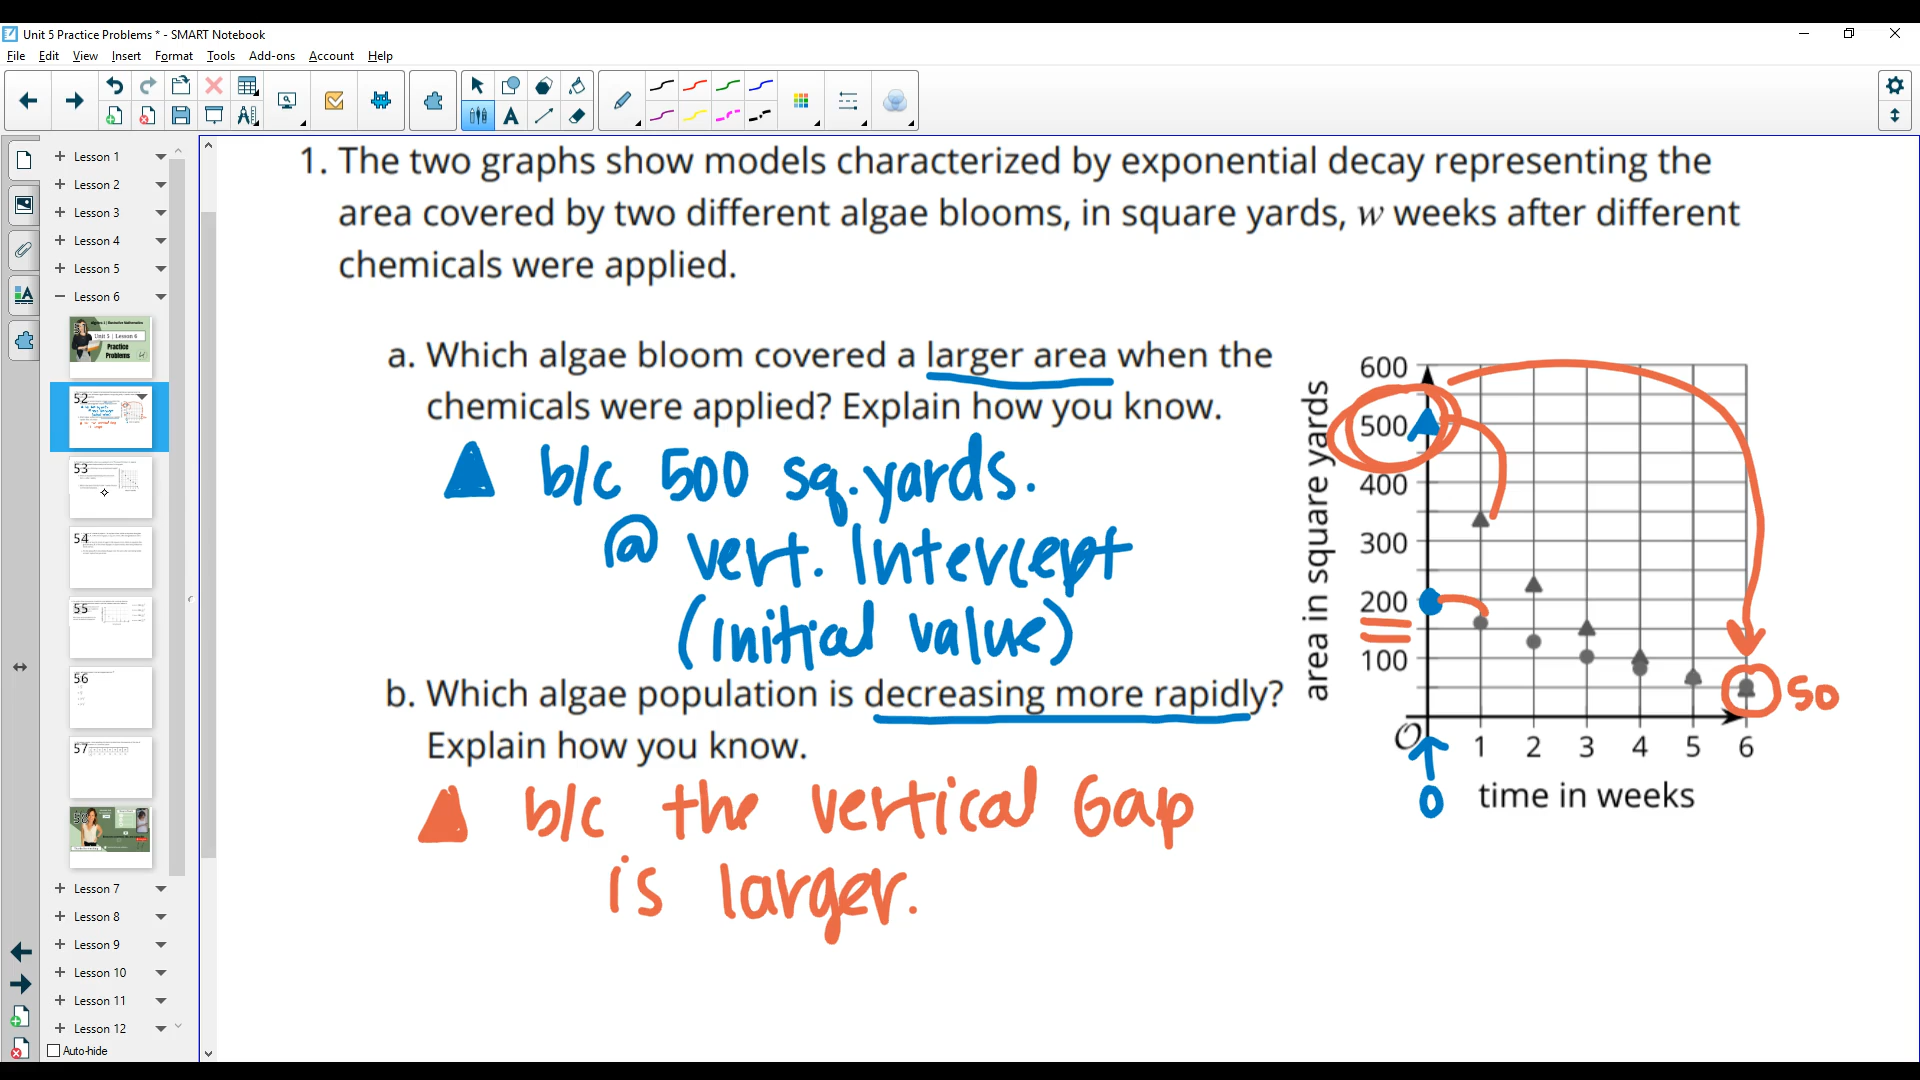 Unit 5 Practice Problems * - SMART Notebook
File Edit View Insert Format Tools Add-ons Account Help
Lesson 1
Lesson 2
Lesson 3
Lesson 4
Lesson 5
Lesson 6
Unit 5 | Lesson 6
Practice
Problems
52
53
54
55
56
57
58
Lesson 7
Lesson 8
Lesson 9
Lesson 10
Lesson 11
Lesson 12
Auto-hide
1. The two graphs show models characterized by exponential decay representing the
area covered by two different algae blooms, in square yards, w weeks after different
chemicals were applied.
a. Which algae bloom covered a larger area when the
chemicals were applied? Explain how you know.
b/c 500 sq. yards.
@ vert. Intercept
(initial value)
b. Which algae population is decreasing more rapidly?
Explain how you know.
b/c the vertical Gap
is larger.
area in square yards
600
500
400
300
200
100
50
O 1 2 3 4 5 6
0
time in weeks